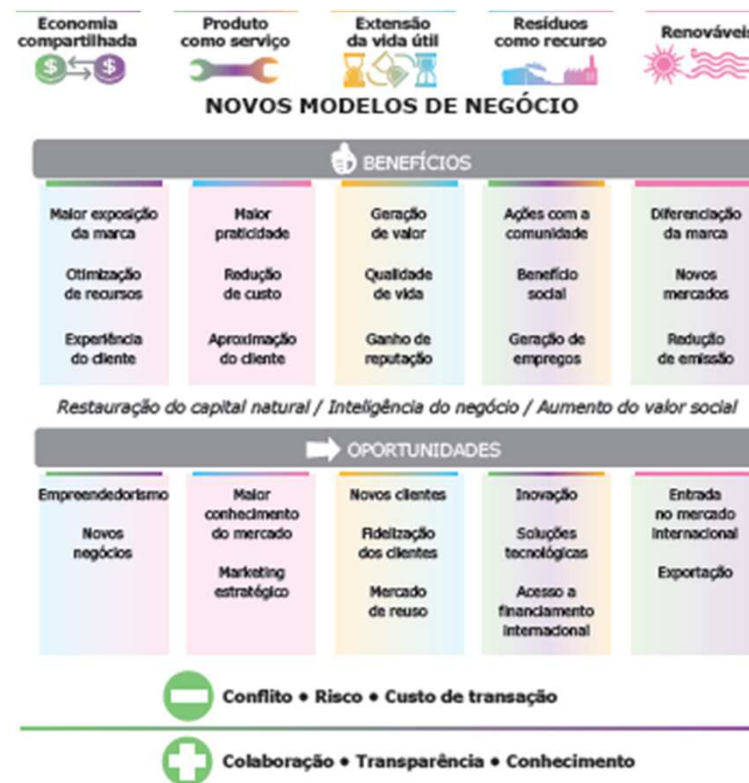 Economia
compartilhada
Produto
como serviço
Extensão
da vida útil
Resíduos
como recurso
Renováveis
$ $
NOVOS MODELOS DE NEGÓCIO
BENEFÍCIOS
Maior exposição
da marca
Otimização
de recursos
Experiência
do cliente
Maior
praticidade
Redução
de custo
Aproximação
do cliente
Geração
de valor
Qualidade
de vida
Ganho de
reputação
Ações com a
comunidade
Benefício
social
Geração de
empregos
Diferenciação
da marca
Novos
mercados
Redução
de emissão
Restauração do capital natural / Inteligência do negócio / Aumento do valor social
OPORTUNIDADES
Empreendedorismo
Novos
negócios
Maior
conhecimento
do mercado
Marketing
estratégico
Novos clientes
Fidelização
dos clientes
Mercado
de reuso
Inovação
Soluções
tecnológicas
Acesso a
financiamento
internacional
Entrada
no mercado
internacional
Exportação
Conflito • Risco • Custo de transação
Colaboração • Transparência • Conhecimento